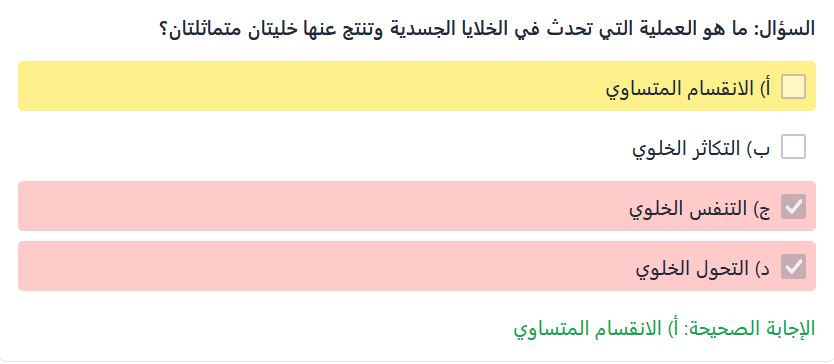 السؤال: ما هو العملية التي تحدث في الخلايا الجسدية وتنتج عنها خليتان متماثلتان؟
أ) الانقسام المتساوي
ب) التكاثر الخلوي
ج) التنفس الخلوي
د) التحول الخلوي
الإجابة الصحيحة: أ) الانقسام المتساوي